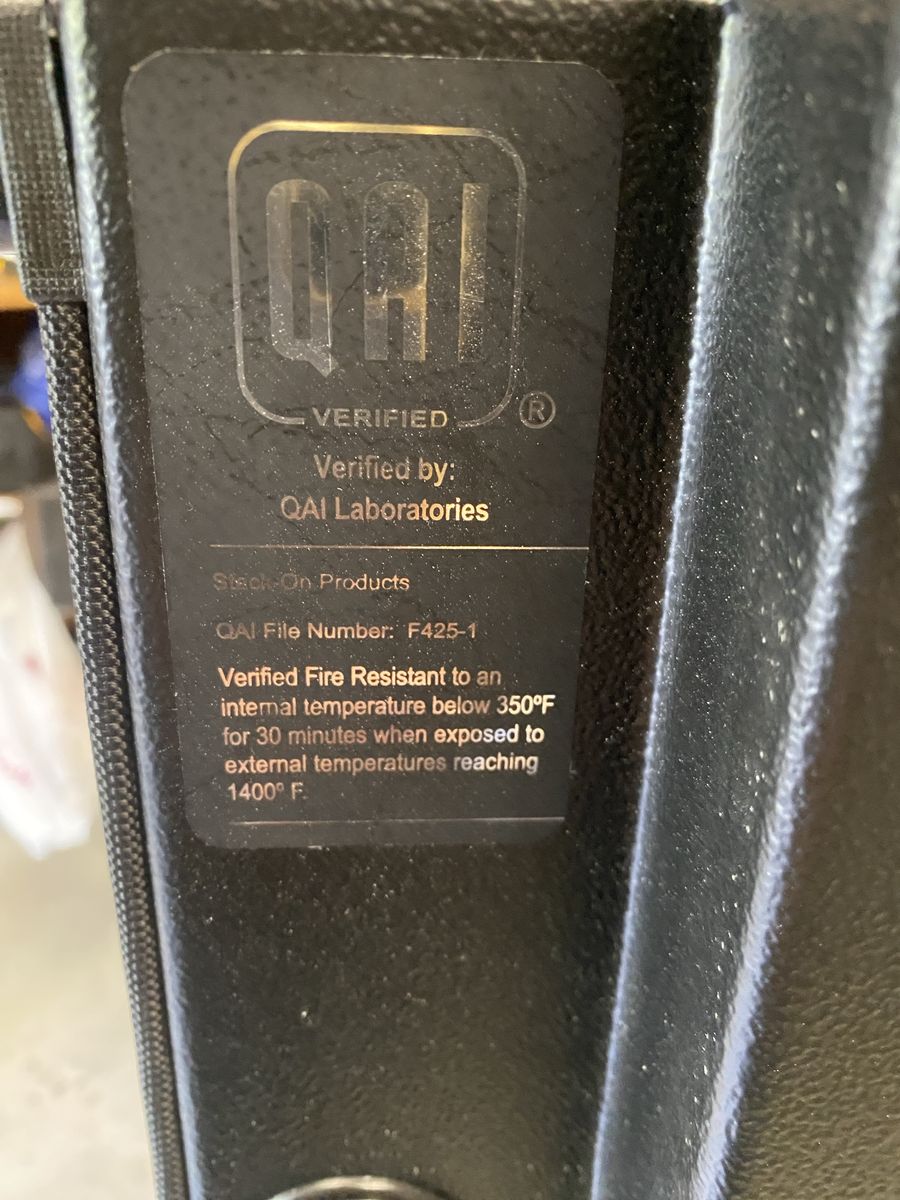 QAI
VERIFIED ®
Verified by:
QAI Laboratories
Stack-On Products
QAI File Number: F425-1
Verified Fire Resistant to an
internal temperature below 350ºF
for 30 minutes when exposed to
external temperatures reaching
1400º F.